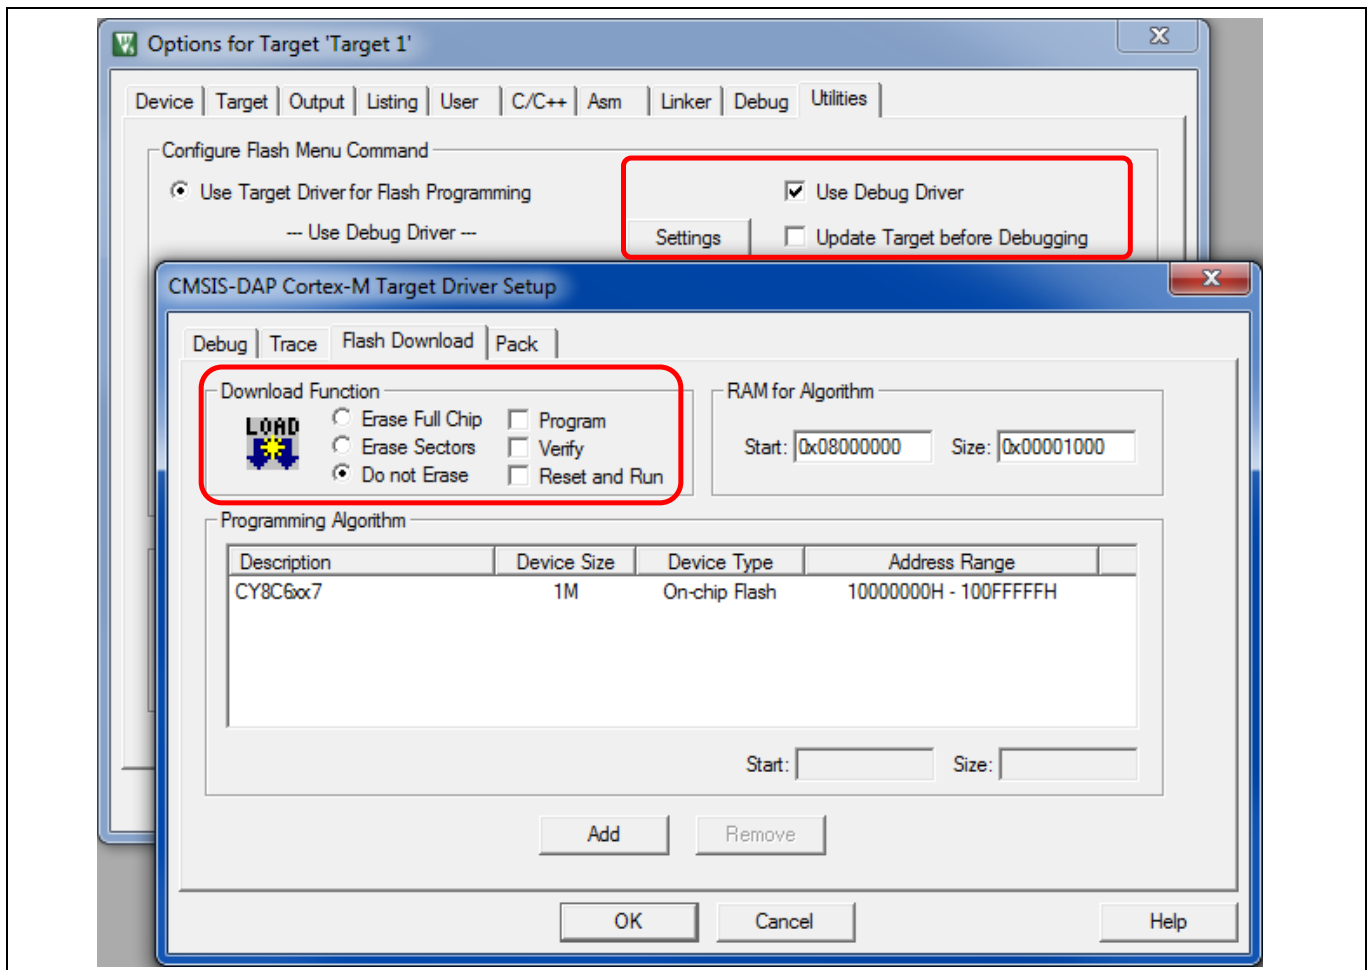 Options for Target 'Target 1'
Device Target Output Listing User C/C++ Asm Linker Debug Utilities
Configure Flash Menu Command
Use Target Driver for Flash Programming Use Debug Driver
--- Use Debug Driver --- Settings Update Target before Debugging
CMSIS-DAP Cortex-M Target Driver Setup
Debug Trace Flash Download Pack
Download Function RAM for Algorithm
LOAD Erase Full Chip Program
Erase Sectors Verify Start: 0x08000000 Size: 0x00001000
Do not Erase Reset and Run
Programming Algorithm
Description Device Size Device Type Address Range
CY8C6xx7 1M On-chip Flash 10000000H - 100FFFFFH
Start: Size:
Add Remove
OK Cancel Help